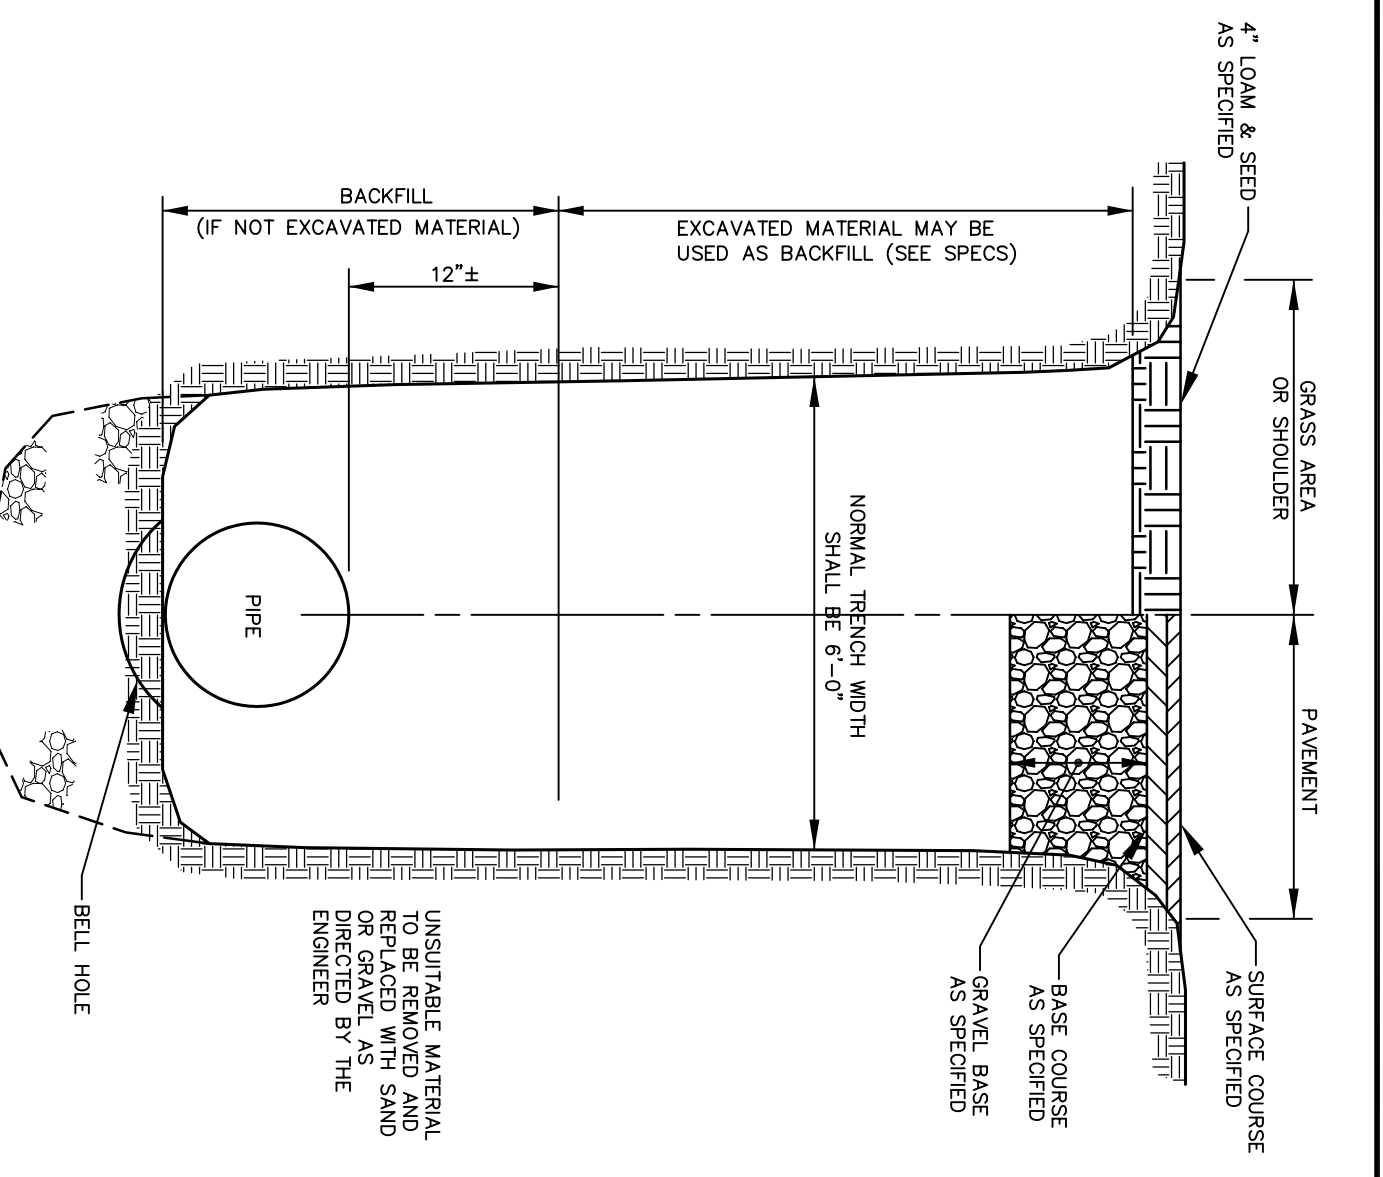 4" LOAM & SEED
AS SPECIFIED
GRASS AREA
OR SHOULDER
PAVEMENT
SURFACE COURSE
AS SPECIFIED
BASE COURSE
AS SPECIFIED
GRAVEL BASE
AS SPECIFIED
EXCAVATED MATERIAL MAY BE
USED AS BACKFILL (SEE SPECS)
BACKFILL
(IF NOT EXCAVATED MATERIAL)
12"±
NORMAL TRENCH WIDTH
SHALL BE 6'-0"
PIPE
UNSUITABLE MATERIAL
TO BE REMOVED AND
REPLACED WITH SAND
OR GRAVEL AS
DIRECTED BY THE
ENGINEER
BELL HOLE